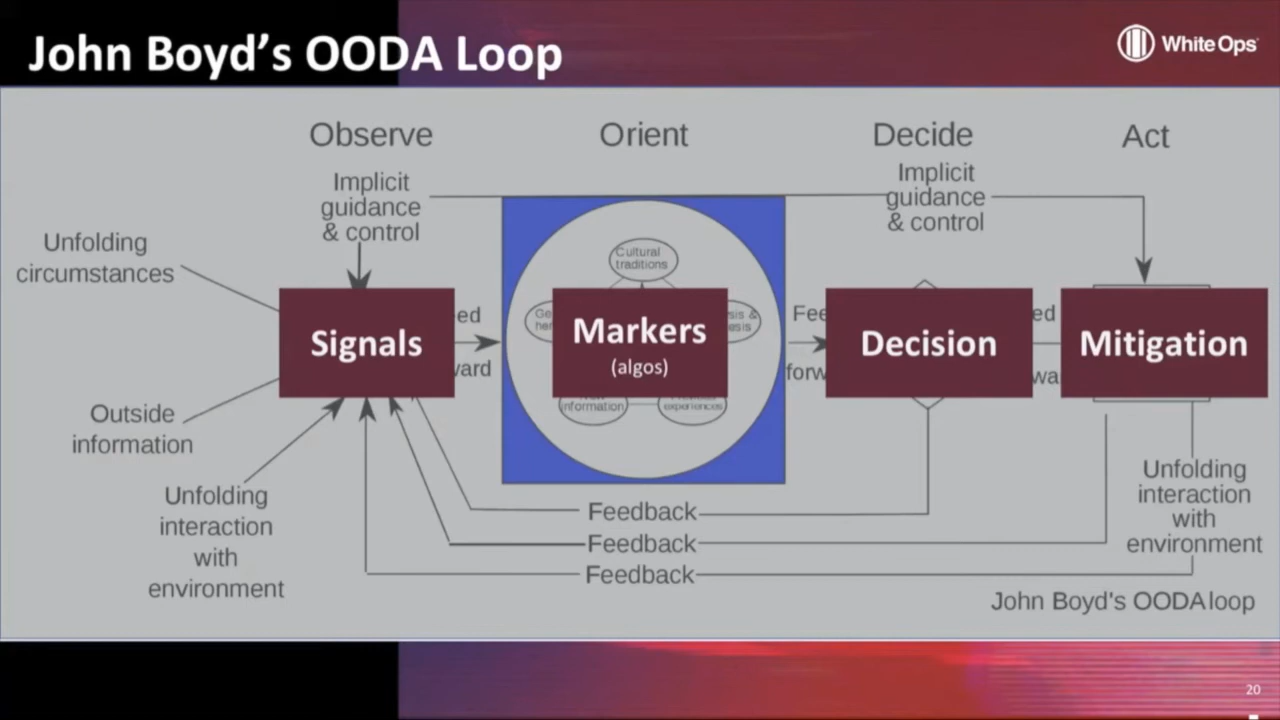 John Boyd's OODA Loop
White Ops
Observe
Orient
Decide
Act
Implicit
guidance
& control
Implicit
guidance
& control
Unfolding
circumstances
Cultural
traditions
Signals
Markers
(algos)
Decision
Mitigation
information
experiences
Outside
information
Unfolding
interaction
with
environment
Unfolding
interaction
with
environment
Feedback
Feedback
Feedback
John Boyd's OODA loop
20